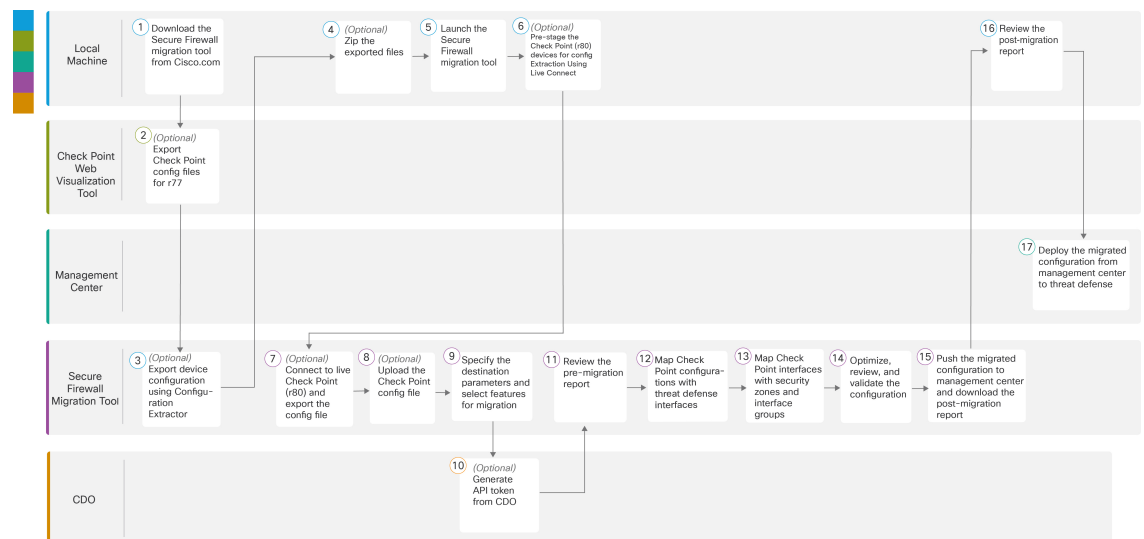 Local
Machine
1
Download the
Secure Firewall
migration tool
from Cisco.com
4
(Optional)
Zip the
exported files
5
Launch the
Secure
Firewall
migration tool
6
(Optional)
Pre-stage the
Check Point (r80)
devices for config
Extraction Using
Live Connect
16
Review the
post-migration
report
Check Point
Web
Visualization
Tool
2
(Optional)
Export
Check Point
config files
for r77
Management
Center
17
Deploy the migrated
configuration from
management center
to threat defense
Secure
Firewall
Migration Tool
3
(Optional)
Export device
configuration
using Configu-
ration
Extractor
7
(Optional)
Connect to live
Check Point
(r80) and
export the
config file
8
(Optional)
Upload the
Check Point
config file
9
Specify the
destination
parameters and
select features
for migration
11
Review the
pre-migration
report
12
Map Check
Point configura-
tions with
threat defense
interfaces
13
Map Check
Point interfaces
with security
zones and
interface
groups
14
Optimize,
review, and
validate the
configuration
15
Push the migrated
configuration to
management center
and download the
post-migration
report
CDO
10
(Optional)
Generate
API token
from CDO